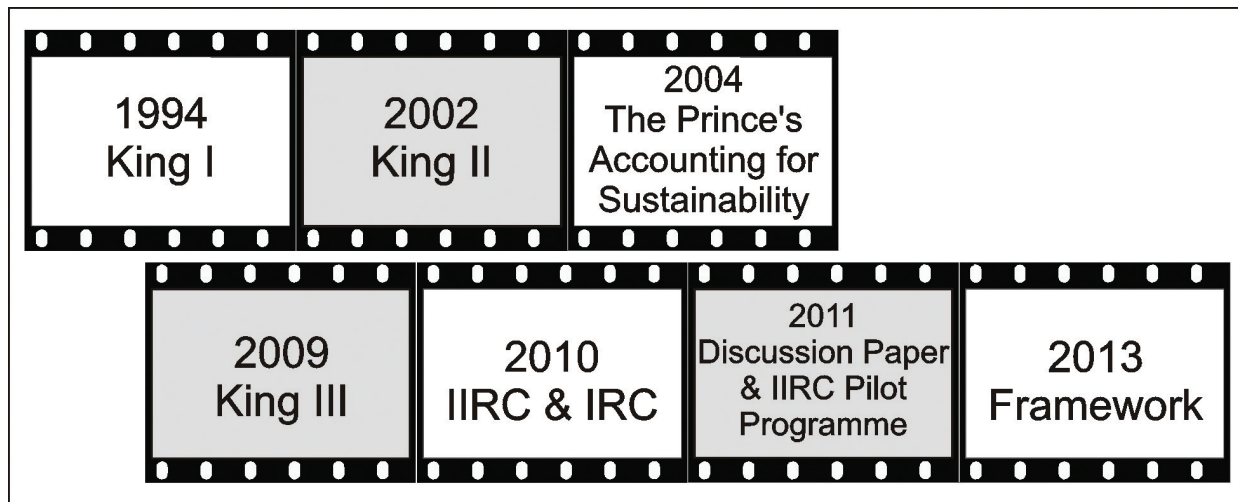 1994
King I
2002
King II
2004
The Prince's
Accounting for
Sustainability
2009
King III
2010
IIRC & IRC
2011
Discussion Paper
& IIRC Pilot
Programme
2013
Framework